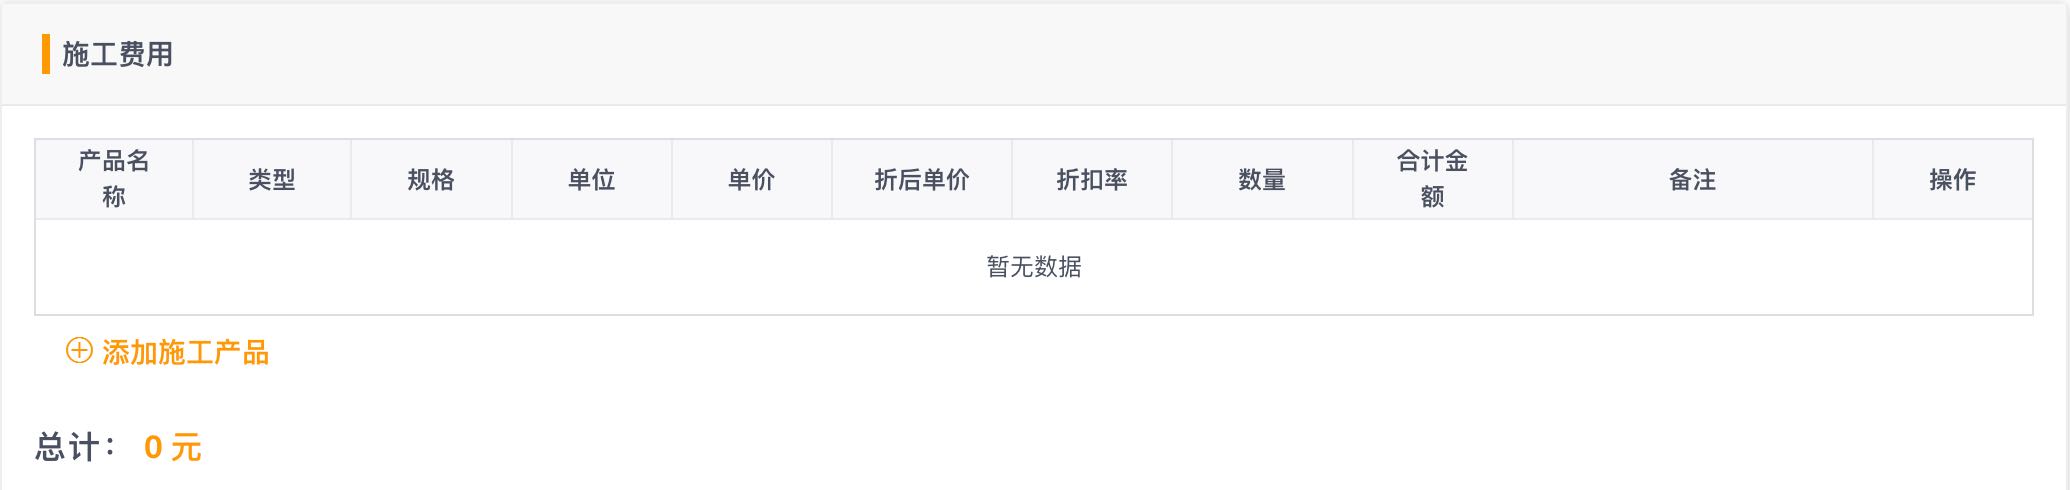 施工费用
产品名
称
类型
规格
单位
单价
折后单价
折扣率
数量
合计金
额
备注
操作
暂无数据
添加施工产品
总计： 0 元